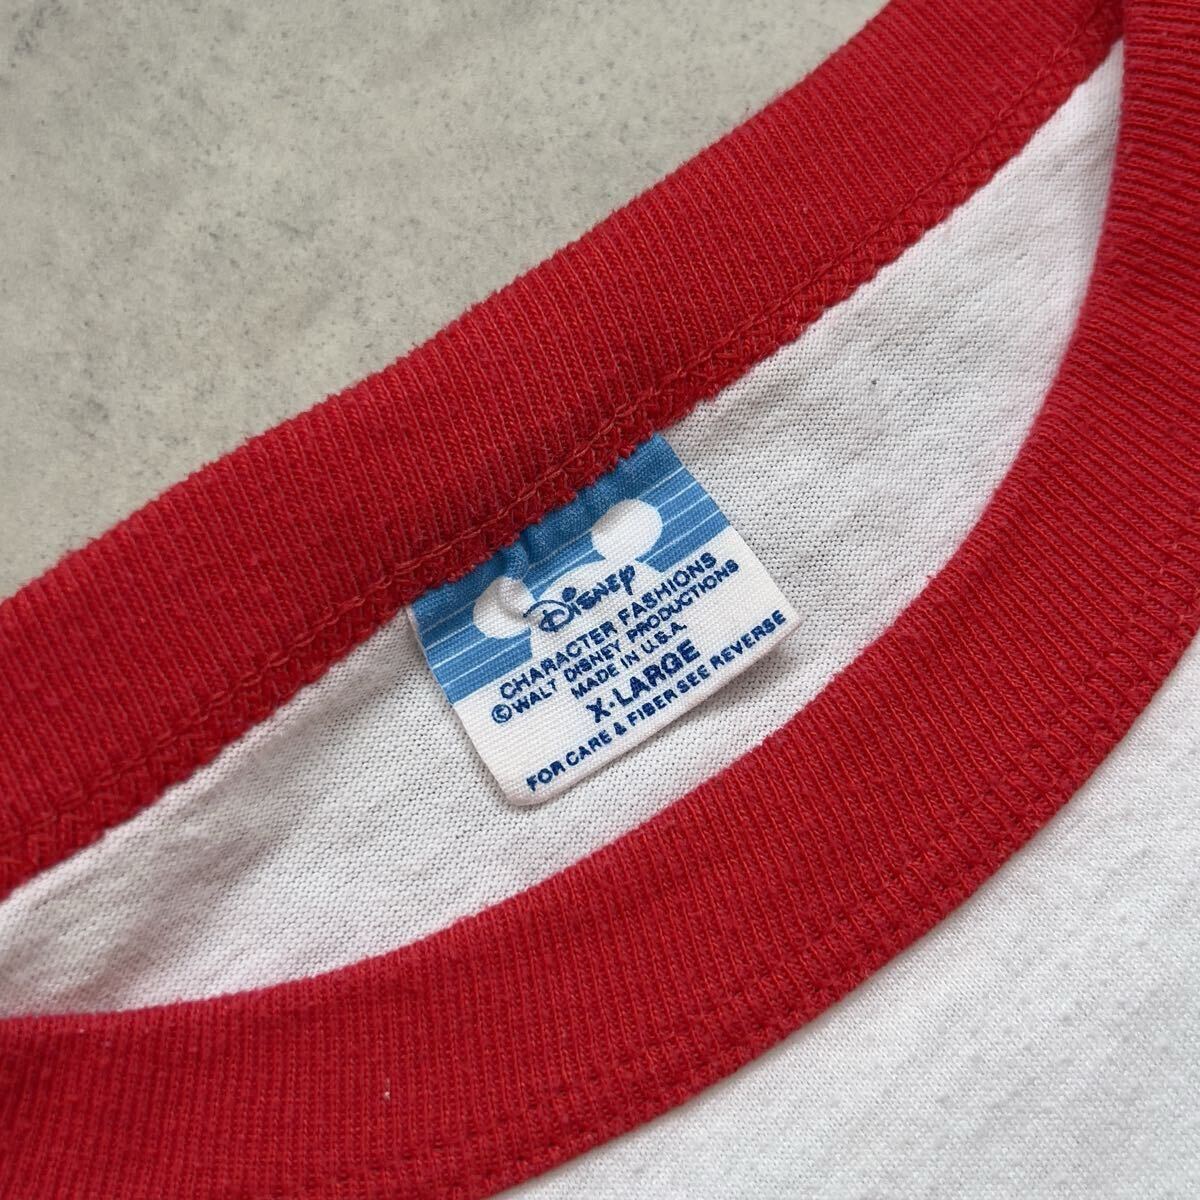 Disney
CHARACTER FASHIONS
©WALT DISNEY PRODUCTIONS
MADE IN U.S.A.
X-LARGE
FOR CARE & FIBER SEE REVERSE